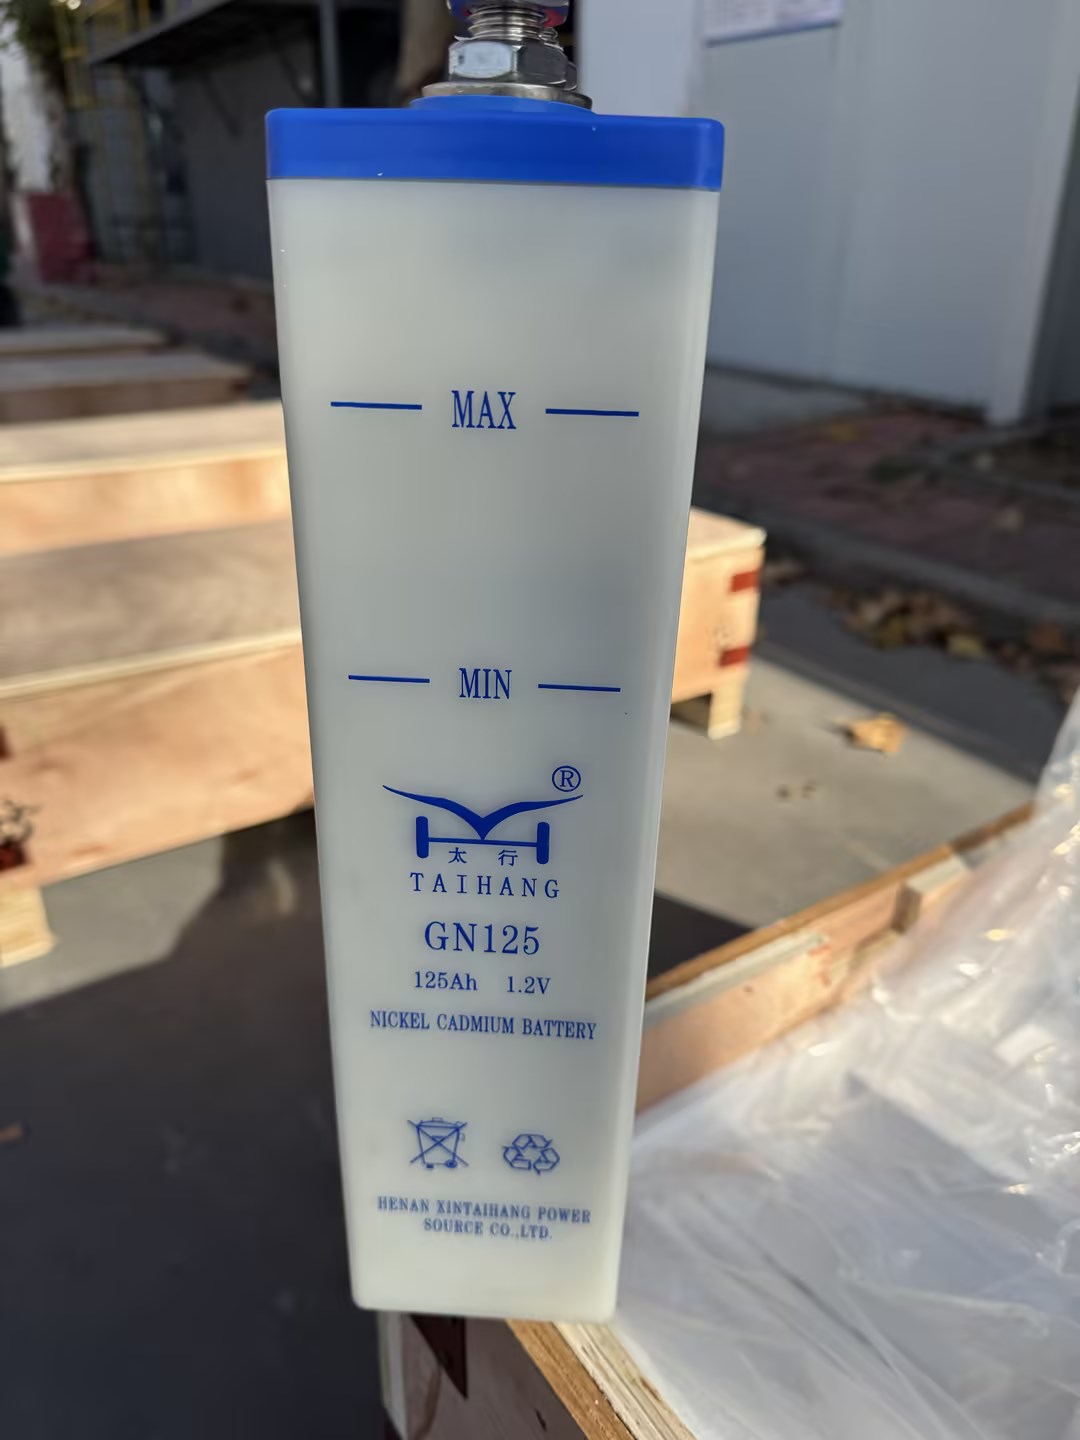 MAX
MIN
®
太 行
TAIHANG
GN125
125Ah 1.2V
NICKEL CADMIUM BATTERY
HENAN XINTAIHANG POWER
SOURCE CO.,LTD.